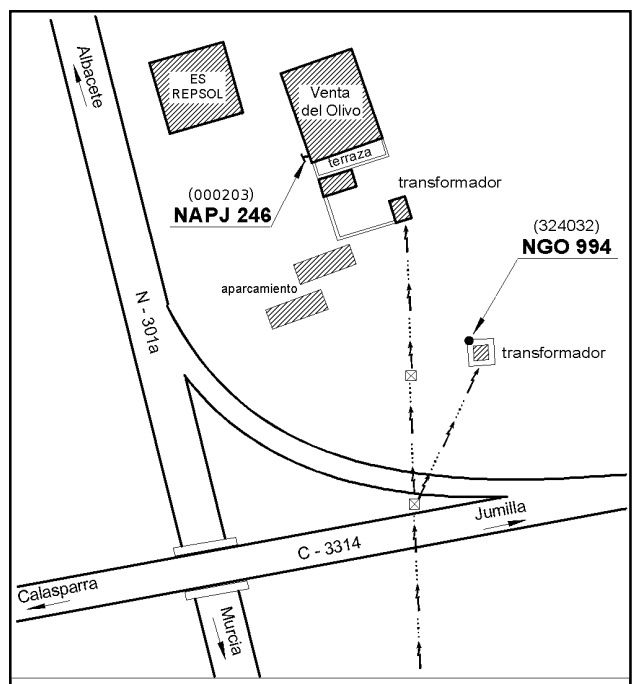 Albacete
ES
REPSOL
Venta
del Olivo
terraza
(000203)
NAPJ 246
transformador
(324032)
NGO 994
aparcamiento
N - 301a
transformador
Jumilla
C - 3314
Calasparra
Murcia